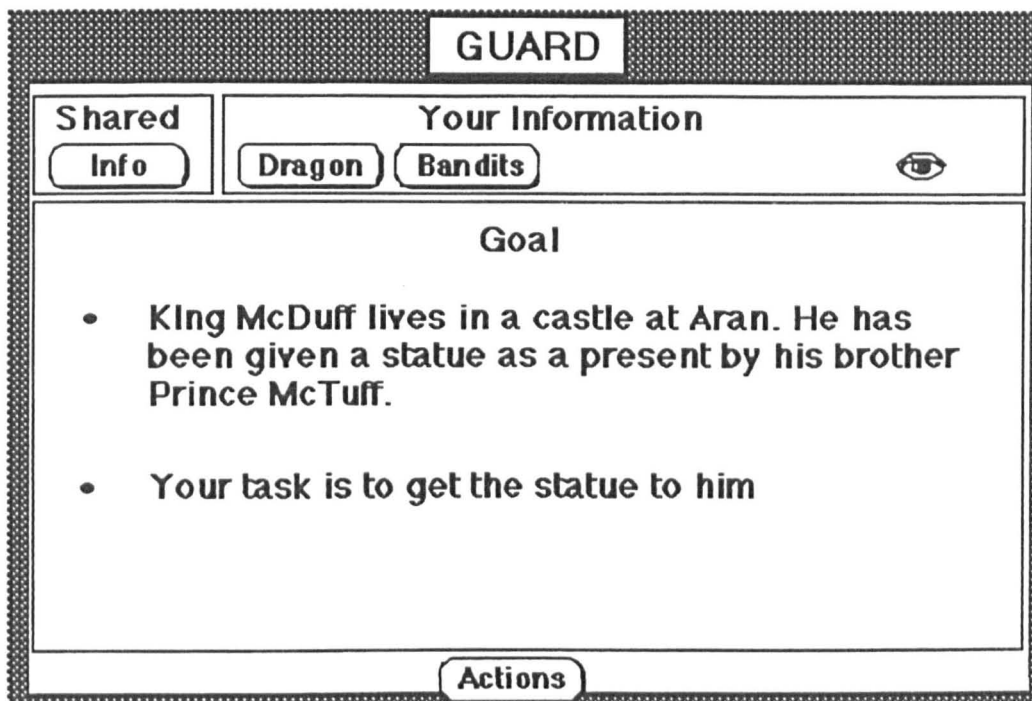 GUARD
Shared
Your Information
Info
Dragon
Bandits
Goal
• King McDuff lives in a castle at Aran. He has
been given a statue as a present by his brother
Prince McTuff.
• Your task is to get the statue to him
Actions